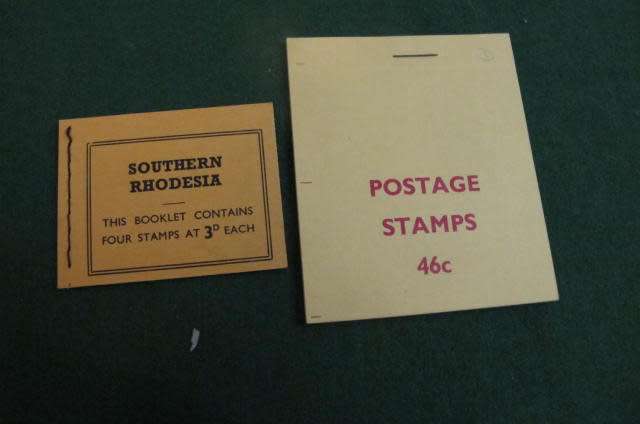 SOUTHERN
RHODESIA
THIS BOOKLET CONTAINS
FOUR STAMPS AT 3D EACH
POSTAGE
STAMPS
46c